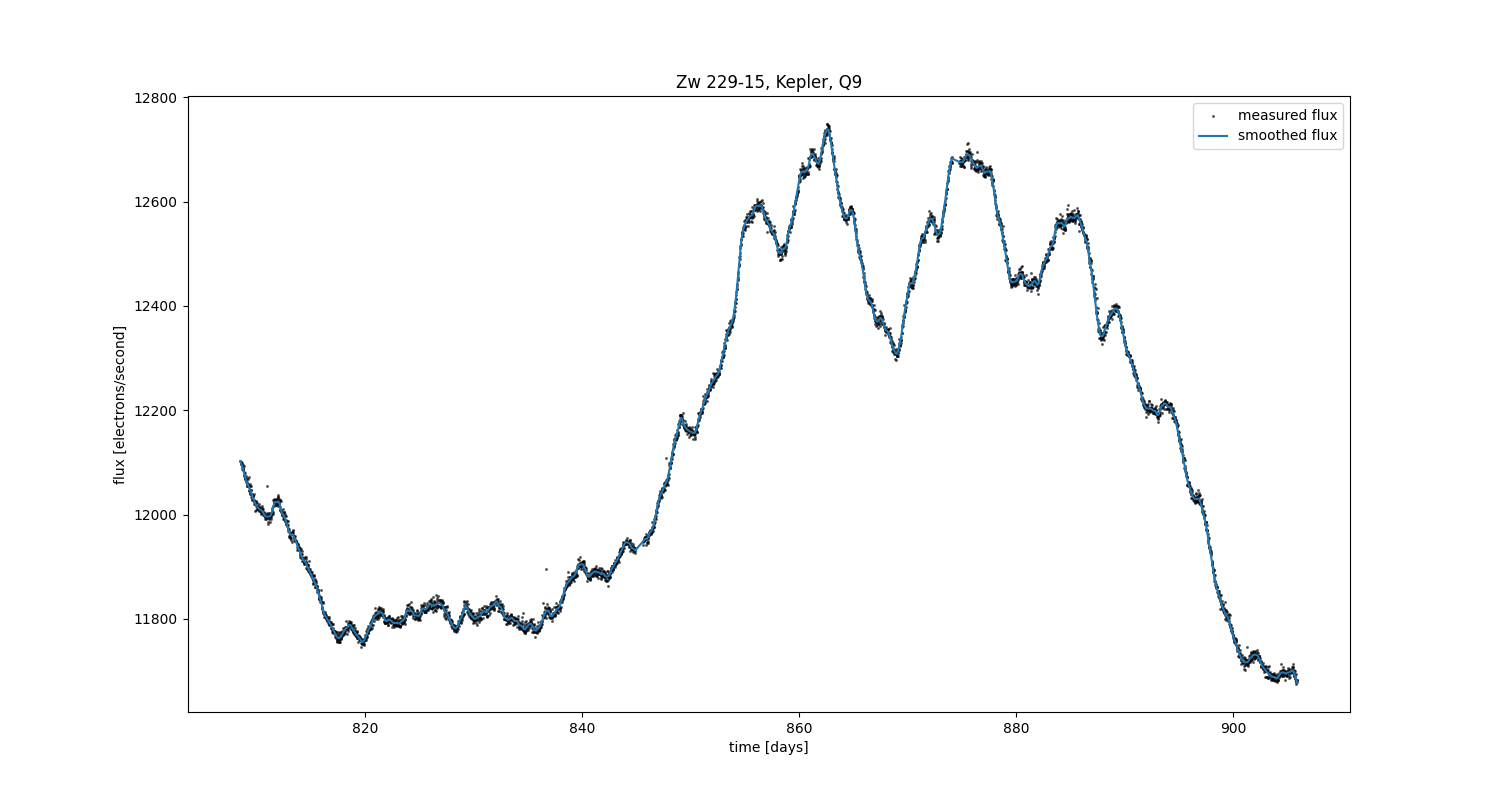 Zw 229-15, Kepler, Q9
measured flux
smoothed flux
flux [electrons/second]
12800
12600
12400
12200
12000
11800
820
840
860
880
900
time [days]